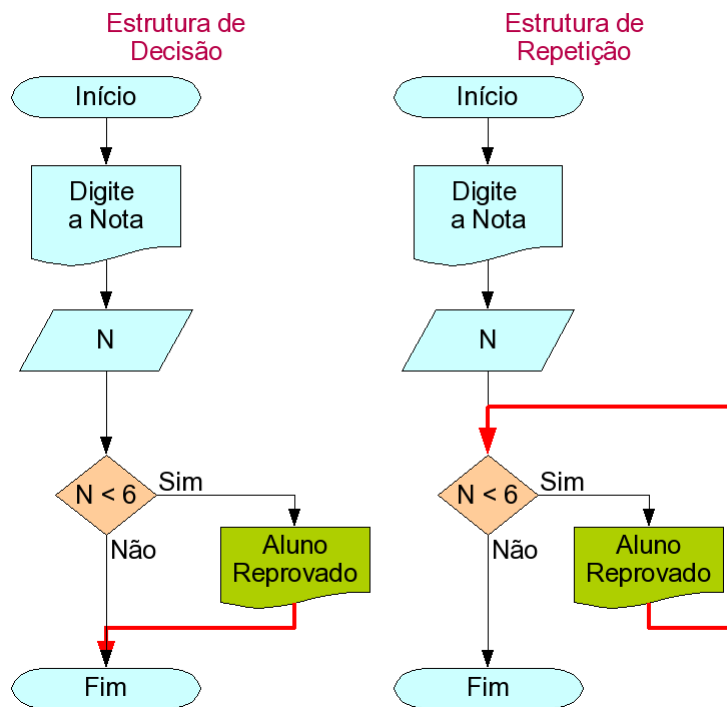 Estrutura de
Decisão
Início
Digite
a Nota
N
N < 6
Sim
Não
Aluno
Reprovado
Fim
Estrutura de
Repetição
Início
Digite
a Nota
N
N < 6
Sim
Não
Aluno
Reprovado
Fim